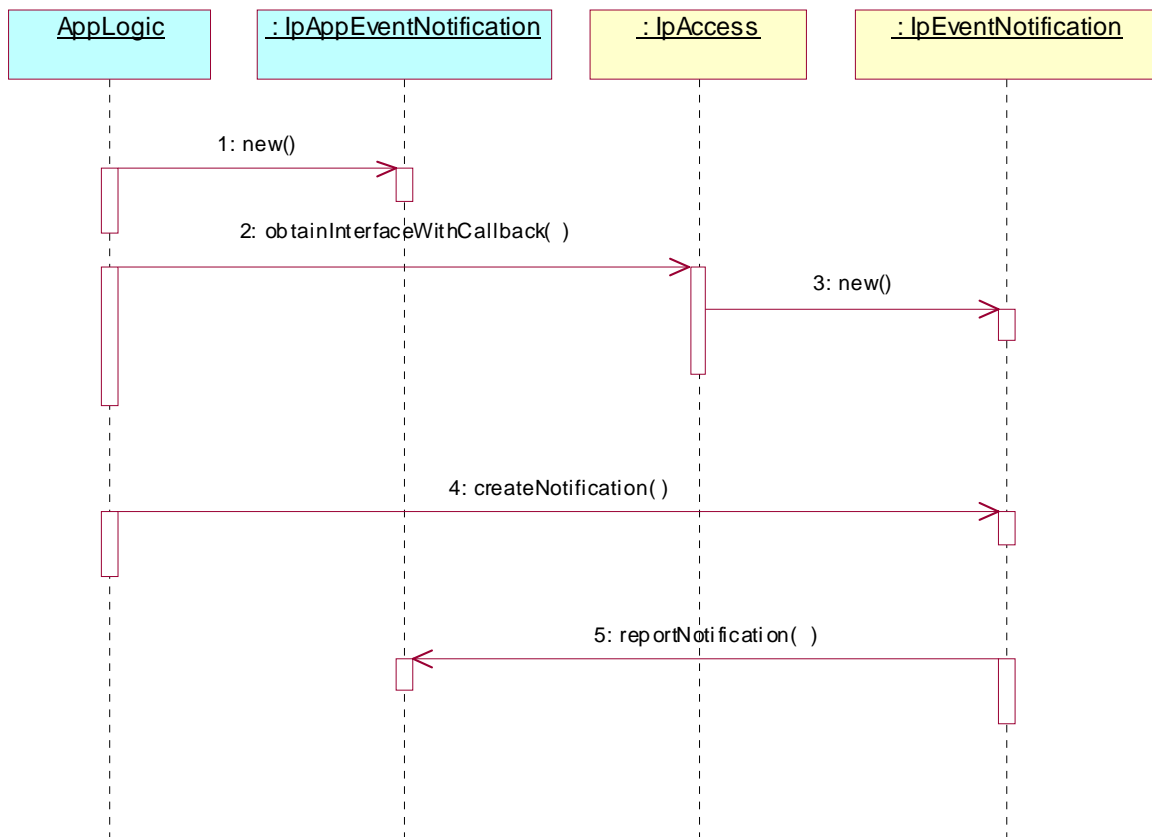 AppLogic
: IpAppEventNotification
: IpAccess
: IpEventNotification
1: new()
2: obtainInterfaceWithCallback( )
3: new()
4: createNotification( )
5: reportNotification( )